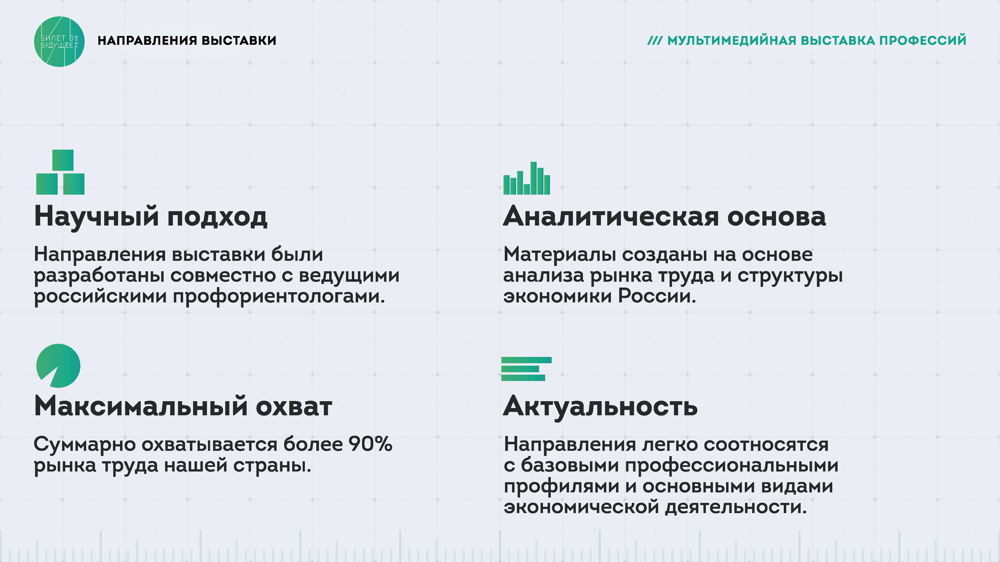 БИЛЕТ В
БУДУЩЕЕ
ТВОЕ
НАПРАВЛЕНИЯ ВЫСТАВКИ
/// МУЛЬТИМЕДИЙНАЯ ВЫСТАВКА ПРОФЕССИЙ
Научный подход
Направления выставки были
разработаны совместно с ведущими
российскими профориентологами.
Аналитическая основа
Материалы созданы на основе
анализа рынка труда и структуры
экономики России.
Максимальный охват
Суммарно охватывается более 90%
рынка труда нашей страны.
Актуальность
Направления легко соотносятся
с базовыми профессиональными
профилями и основными видами
экономической деятельности.